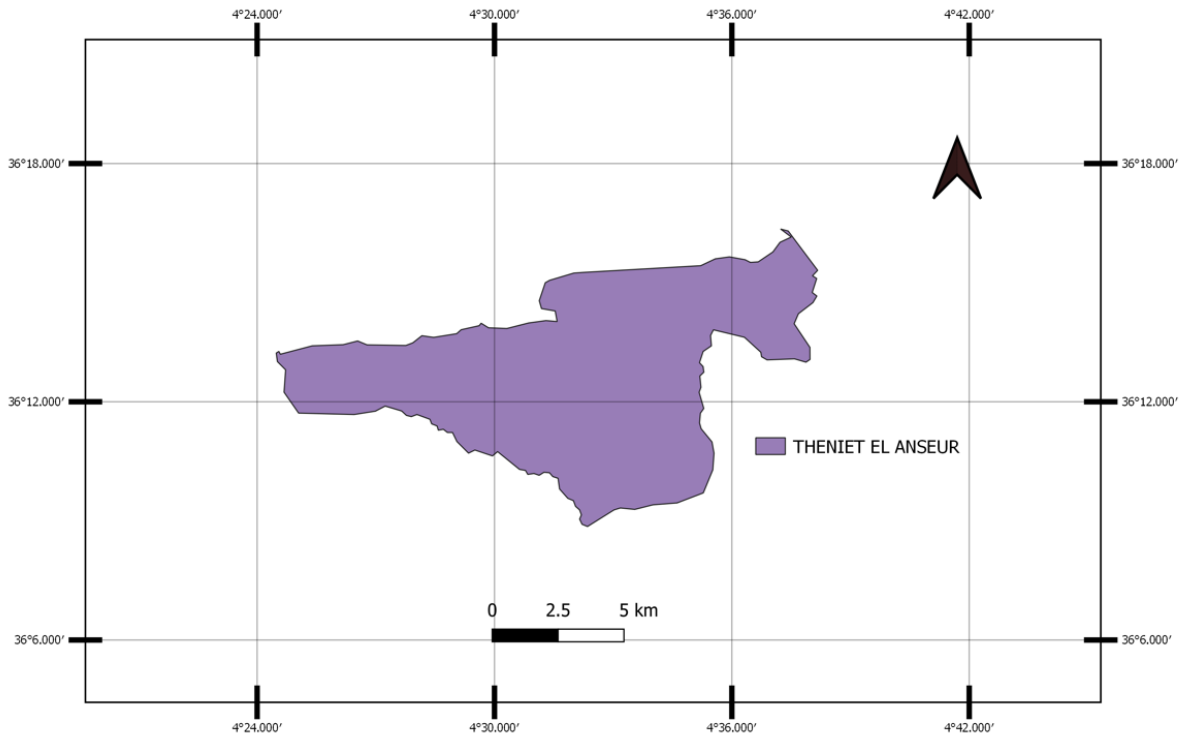 4°24.000′ 4°30.000′ 4°36.000′ 4°42.000′
36°18.000′ 36°18.000′
36°12.000′ 36°12.000′
THENIET EL ANSEUR
0 2.5 5 km
36°6.000′ 36°6.000′
4°24.000′ 4°30.000′ 4°36.000′ 4°42.000′